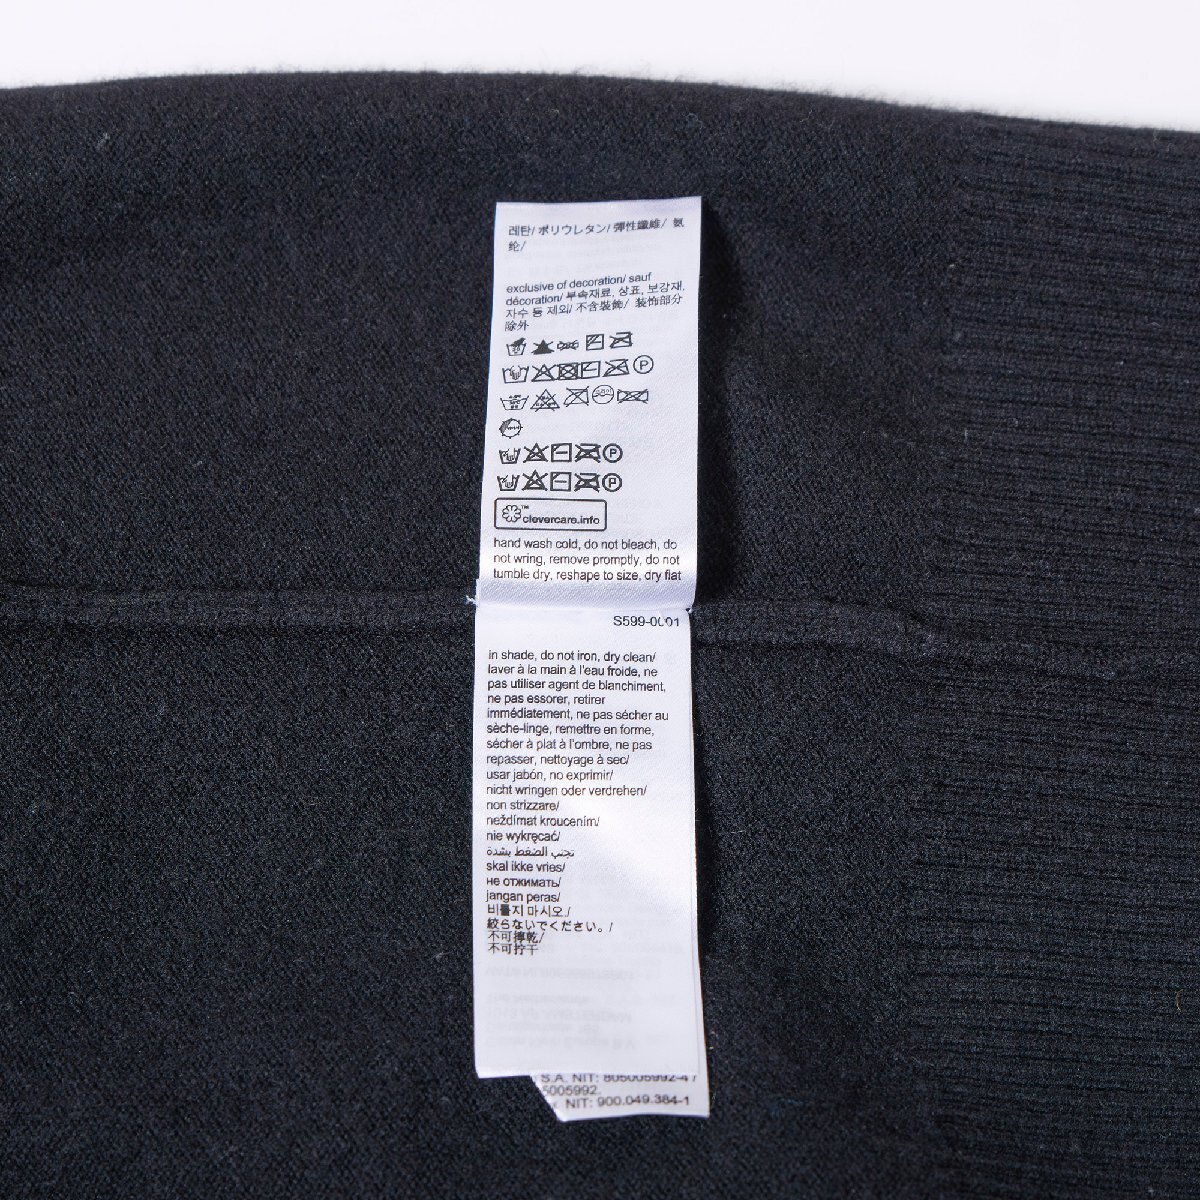 레탄/ ポリウレタン/ 彈性纖維/ 氨
纶/
exclusive of decoration/ sauf
décoration/ 부속재료, 상표, 보강재,
자수 등 제외/ 不含裝飾/ 装饰部分
除外
P
P
P
clevercare.info
hand wash cold, do not bleach, do
not wring, remove promptly, do not
tumble dry, reshape to size, dry flat
S599-0001
in shade, do not iron, dry clean/
laver à la main à l'eau froide, ne
pas utiliser agent de blanchiment,
ne pas essorer, retirer
immédiatement, ne pas sécher au
sèche-linge, remettre en forme,
sécher à plat à l'ombre, ne pas
repasser, nettoyage à sec/
usar jabón, no exprimir/
nicht wringen oder verdrehen/
non strizzare/
neždímat kroucením/
nie wykręcać/
تجنبي الضغط بشدة/
skal ikke vries/
не отжимать/
jangan peras/
비틀지 마시오/
絞らないでください。/
不可擰乾/
不可拧干
S.A. NIT: 805005992-4 /
5005992.
NIT: 900.049.384-1